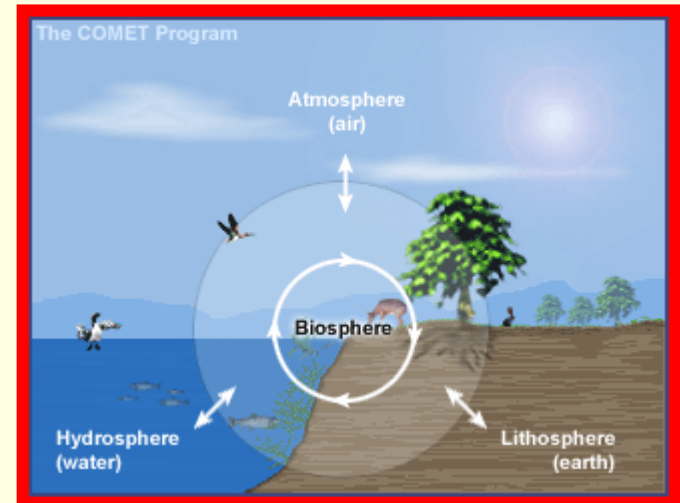 The COMET Program
Atmosphere
(air)
Biosphere
Hydrosphere
(water)
Lithosphere
(earth)